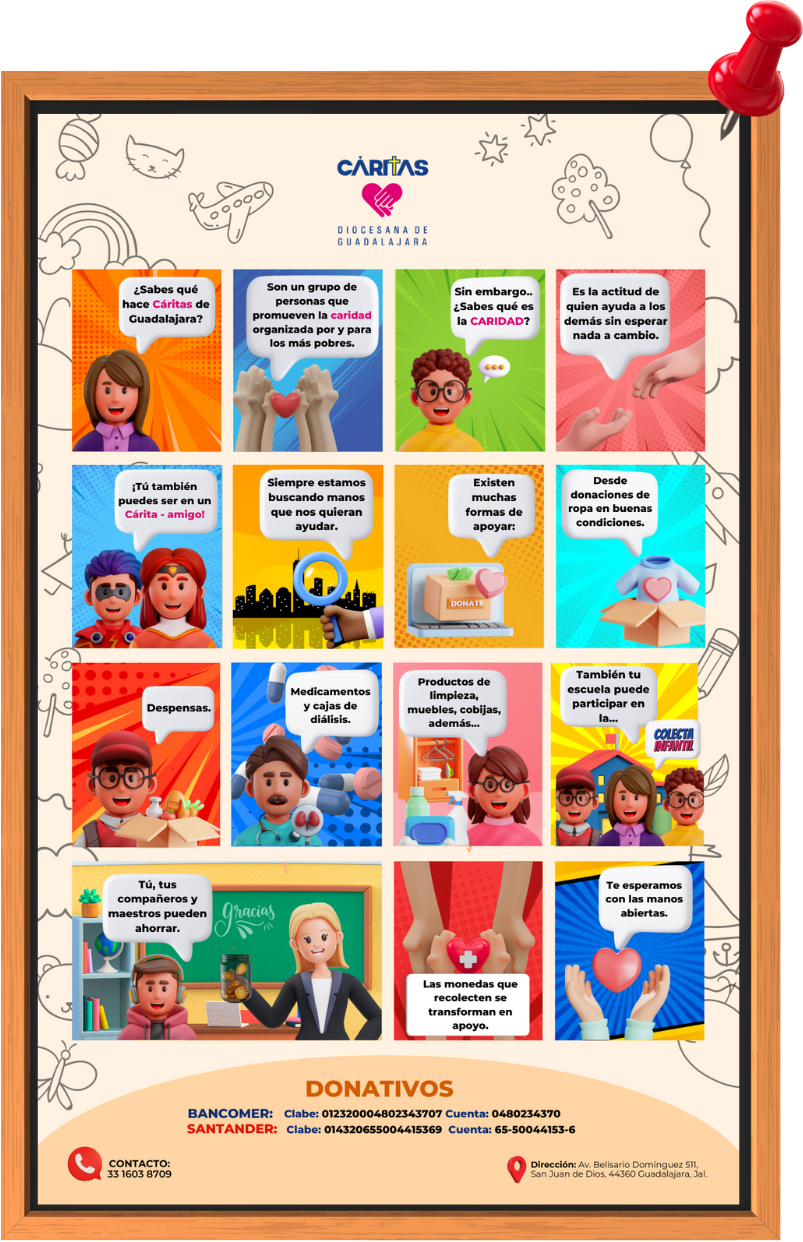 CÁRITAS
DIOCESANA DE
GUADALAJARA
¿Sabes qué
hace Cáritas de
Guadalajara?
Son un grupo de
personas que
promueven la caridad
organizada por y para
los más pobres.
Sin embargo..
¿Sabes qué es
la CARIDAD?
Es la actitud de
quien ayuda a los
demás sin esperar
nada a cambio.
¡Tú también
puedes ser en un
Cárita - amigo!
Siempre estamos
buscando manos
que nos quieran
ayudar.
Existen
muchas
formas de
apoyar:
DONATE
Desde
donaciones de
ropa en buenas
condiciones.
Despensas.
Medicamentos
y cajas de
diálisis.
Productos de
limpieza,
muebles, cobijas,
además...
También tu
escuela puede
participar en
la...
COLECTA
INFANTIL
Tú, tus
compañeros y
maestros pueden
ahorrar.
gracias
Las monedas que
recolecten se
transforman en
apoyo.
Te esperamos
con las manos
abiertas.
DONATIVOS
BANCOMER: Clabe: 012320004802343707 Cuenta: 0480234370
SANTANDER: Clabe: 014320655004415369 Cuenta: 65-50044153-6
CONTACTO:
33 1603 8709
Dirección: Av. Belisario Domínguez 511,
San Juan de Dios, 44360 Guadalajara, Jal.